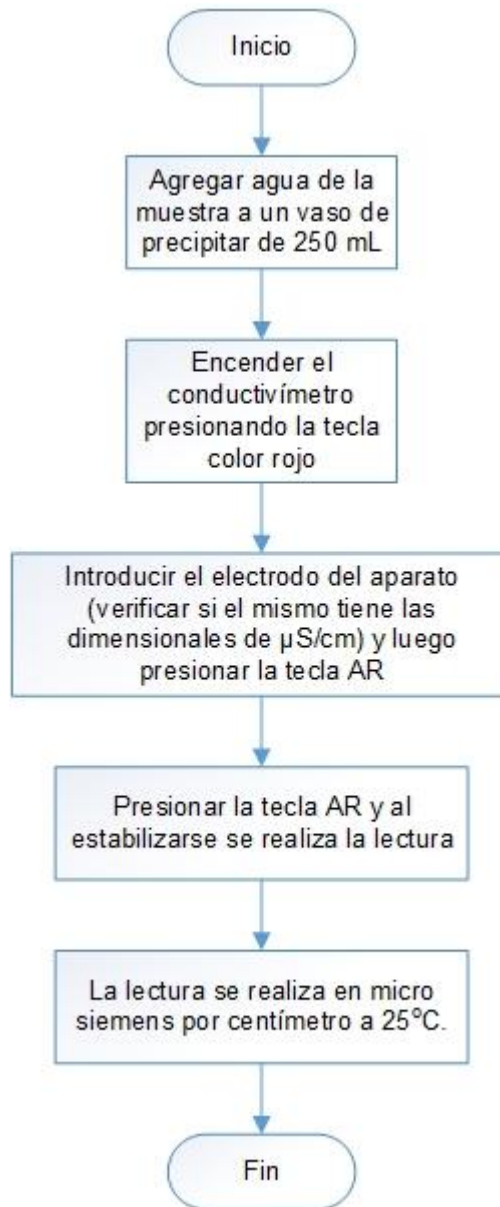 Inicio
Agregar agua de la
muestra a un vaso de
precipitar de 250 mL
Encender el
conductivímetro
presionando la tecla
color rojo
Introducir el electrodo del aparato
(verificar si el mismo tiene las
dimensionales de µS/cm) y luego
presionar la tecla AR
Presionar la tecla AR y al
estabilizarse se realiza la lectura
La lectura se realiza en micro
siemens por centímetro a 25°C.
Fin